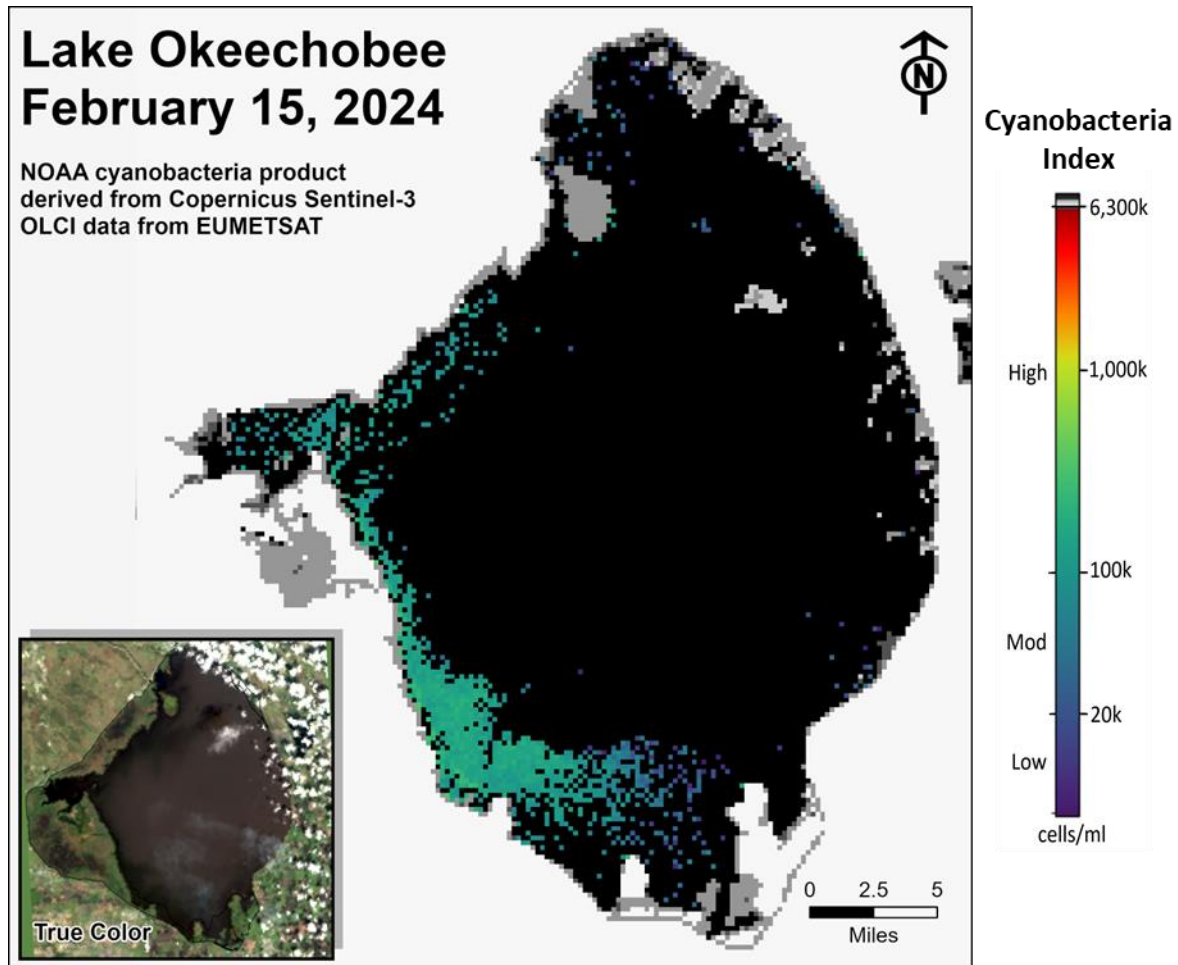 Lake Okeechobee
February 15, 2024
NOAA cyanobacteria product
derived from Copernicus Sentinel-3
OLCI data from EUMETSAT
N
Cyanobacteria
Index
6,300k
High
1,000k
100k
Mod
20k
Low
cells/ml
0 2.5 5
Miles
True Color